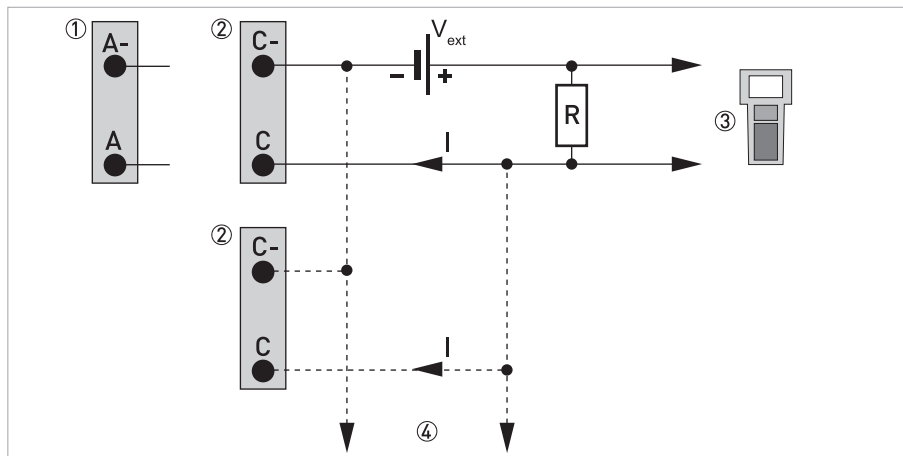 ①
A-
A
②
C-
C
V ext
- +
I
R
③
②
C-
C
I
④